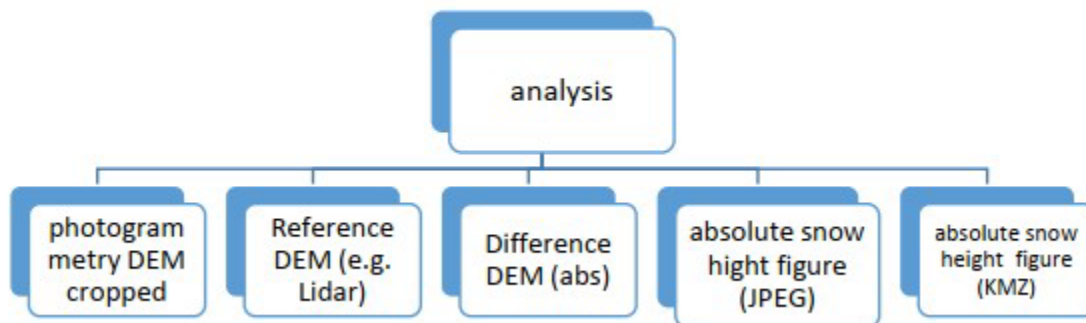 analysis
photogram
metry DEM
cropped
Reference
DEM (e.g.
Lidar)
Difference
DEM (abs)
absolute snow
hight figure
(JPEG)
absolute snow
height figure
(KMZ)